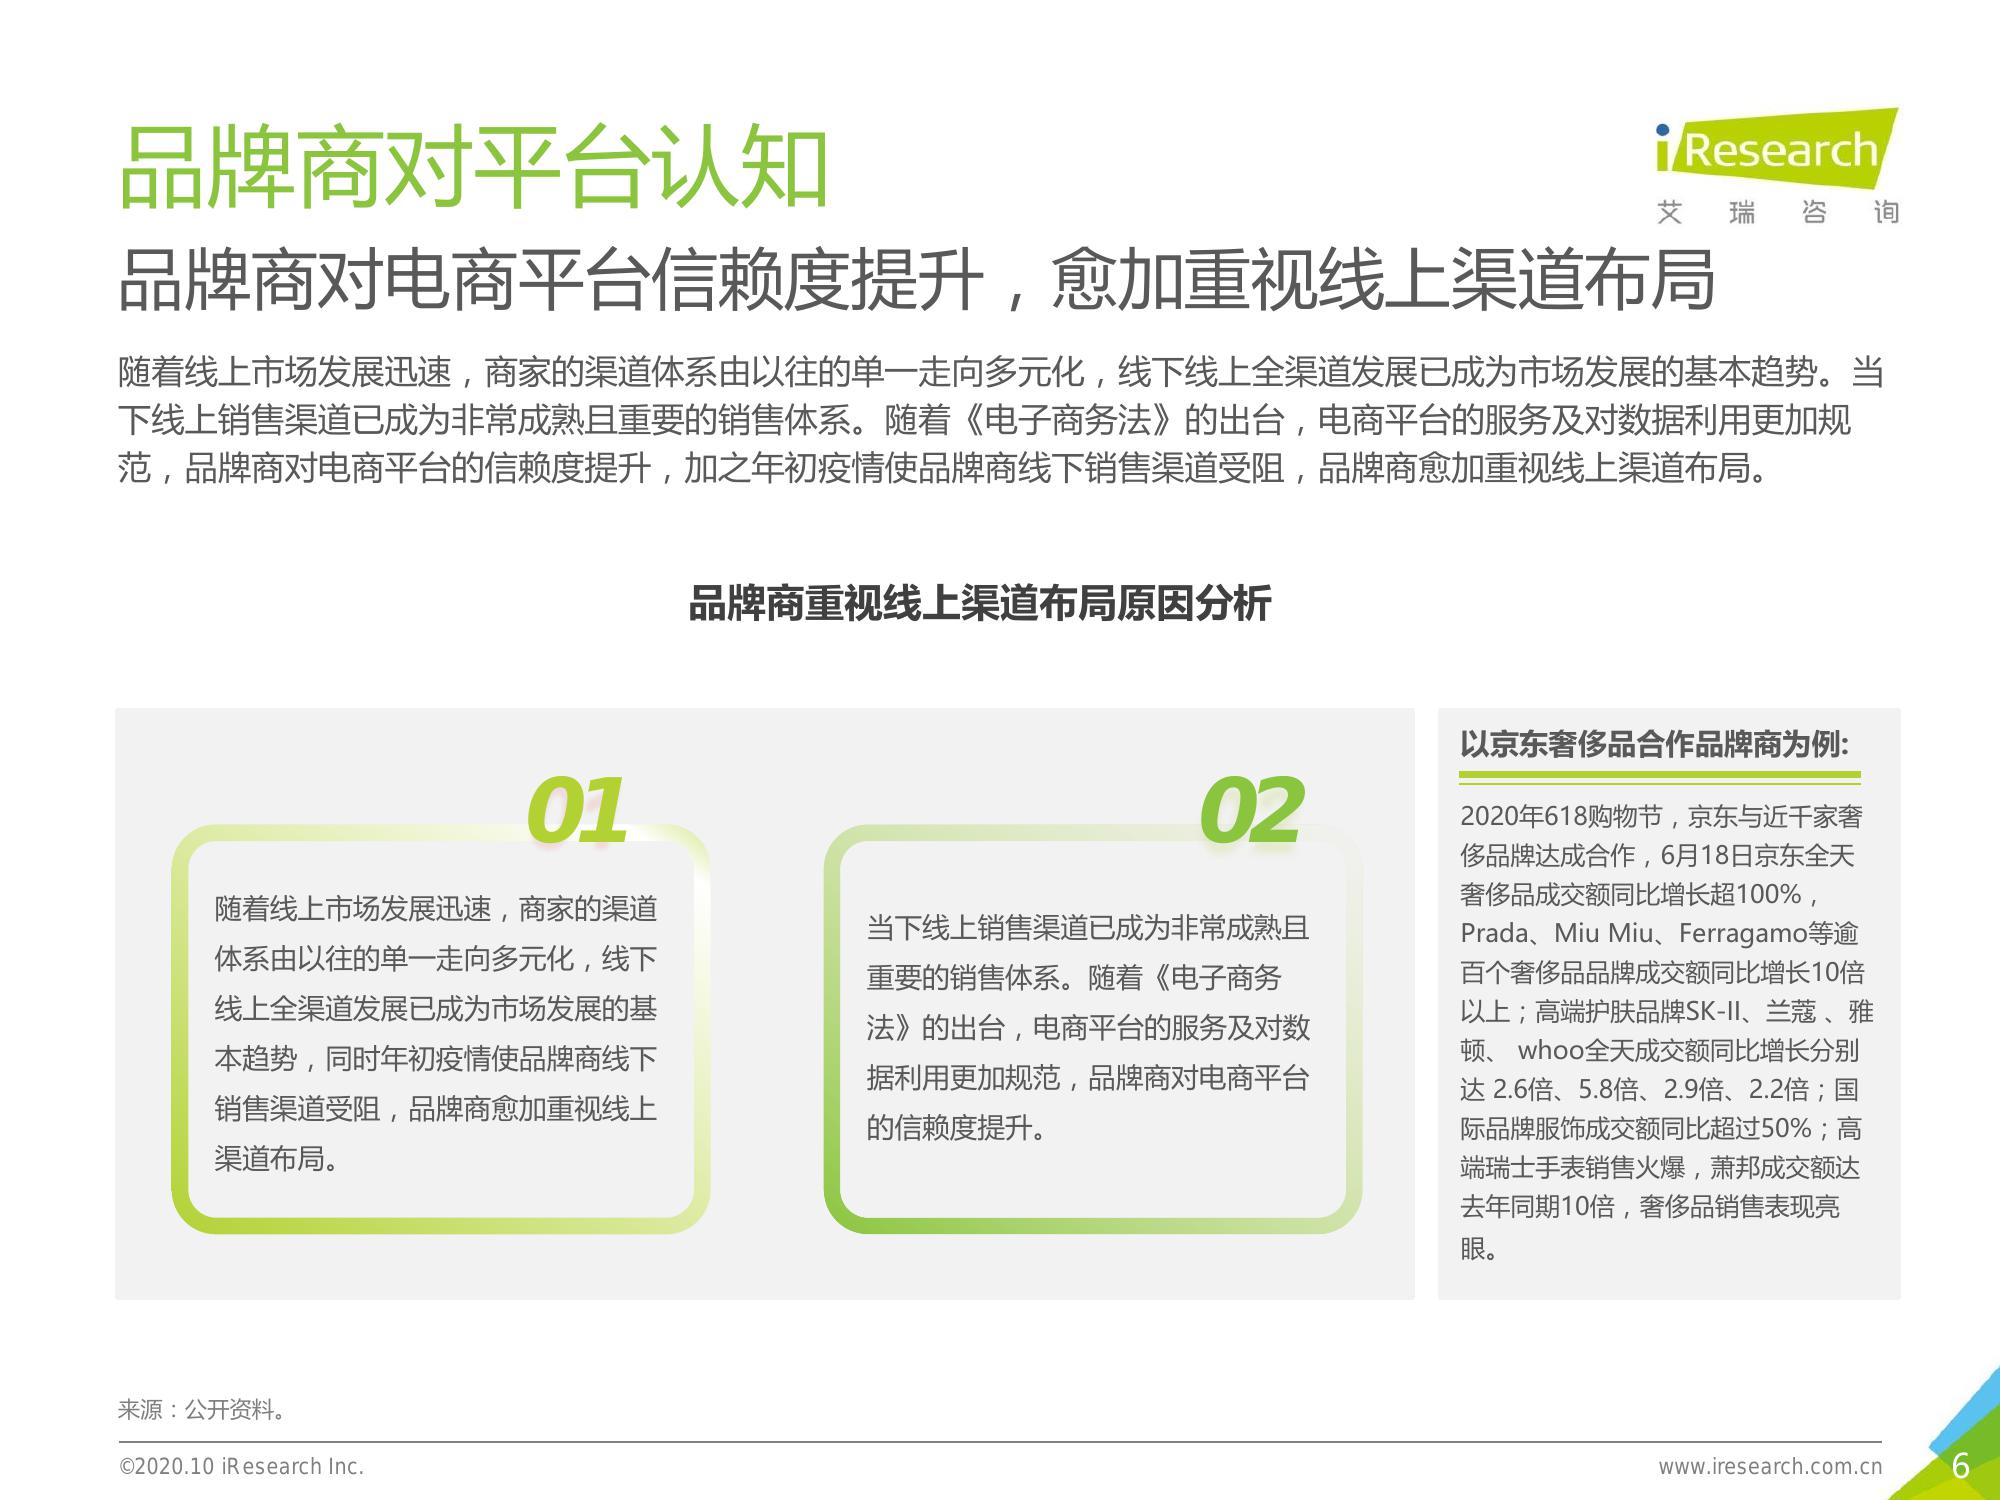 品牌商对平台认知
iResearch
艾 瑞 咨 询
品牌商对电商平台信赖度提升，愈加重视线上渠道布局
随着线上市场发展迅速，商家的渠道体系由以往的单一走向多元化，线下线上全渠道发展已成为市场发展的基本趋势。当
下线上销售渠道已成为非常成熟且重要的销售体系。随着《电子商务法》的出台，电商平台的服务及对数据利用更加规
范，品牌商对电商平台的信赖度提升，加之年初疫情使品牌商线下销售渠道受阻，品牌商愈加重视线上渠道布局。
品牌商重视线上渠道布局原因分析
01
随着线上市场发展迅速，商家的渠道
体系由以往的单一走向多元化，线下
线上全渠道发展已成为市场发展的基
本趋势，同时年初疫情使品牌商线下
销售渠道受阻，品牌商愈加重视线上
渠道布局。
02
当下线上销售渠道已成为非常成熟且
重要的销售体系。随着《电子商务
法》的出台，电商平台的服务及对数
据利用更加规范，品牌商对电商平台
的信赖度提升。
以京东奢侈品合作品牌商为例:
2020年618购物节，京东与近千家奢
侈品牌达成合作，6月18日京东全天
奢侈品成交额同比增长超100%，
Prada、Miu Miu、Ferragamo等逾
百个奢侈品品牌成交额同比增长10倍
以上；高端护肤品牌SK-II、兰蔻 、雅
顿、 whoo全天成交额同比增长分别
达 2.6倍、5.8倍、2.9倍、2.2倍；国
际品牌服饰成交额同比超过50%；高
端瑞士手表销售火爆，萧邦成交额达
去年同期10倍，奢侈品销售表现亮
眼。
来源：公开资料。
©2020.10 iResearch Inc.
www.iresearch.com.cn
6